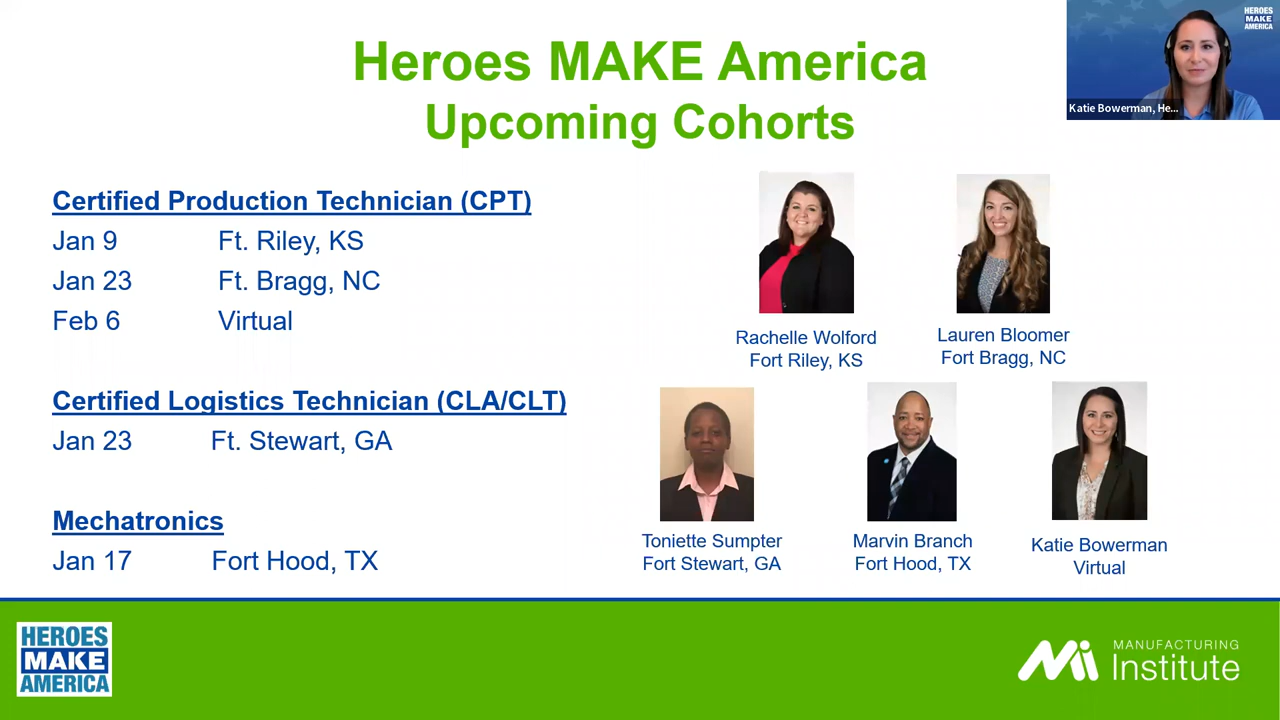 Heroes MAKE America
Upcoming Cohorts
HEROES
MAKE
AMERICA
Katie Bowerman, He...
Certified Production Technician (CPT)
Jan 9 Ft. Riley, KS
Jan 23 Ft. Bragg, NC
Feb 6 Virtual
Certified Logistics Technician (CLA/CLT)
Jan 23 Ft. Stewart, GA
Mechatronics
Jan 17 Fort Hood, TX
Rachelle Wolford
Fort Riley, KS
Lauren Bloomer
Fort Bragg, NC
Toniette Sumpter
Fort Stewart, GA
Marvin Branch
Fort Hood, TX
Katie Bowerman
Virtual
HEROES
MAKE
AMERICA
Mi
MANUFACTURING
Institute